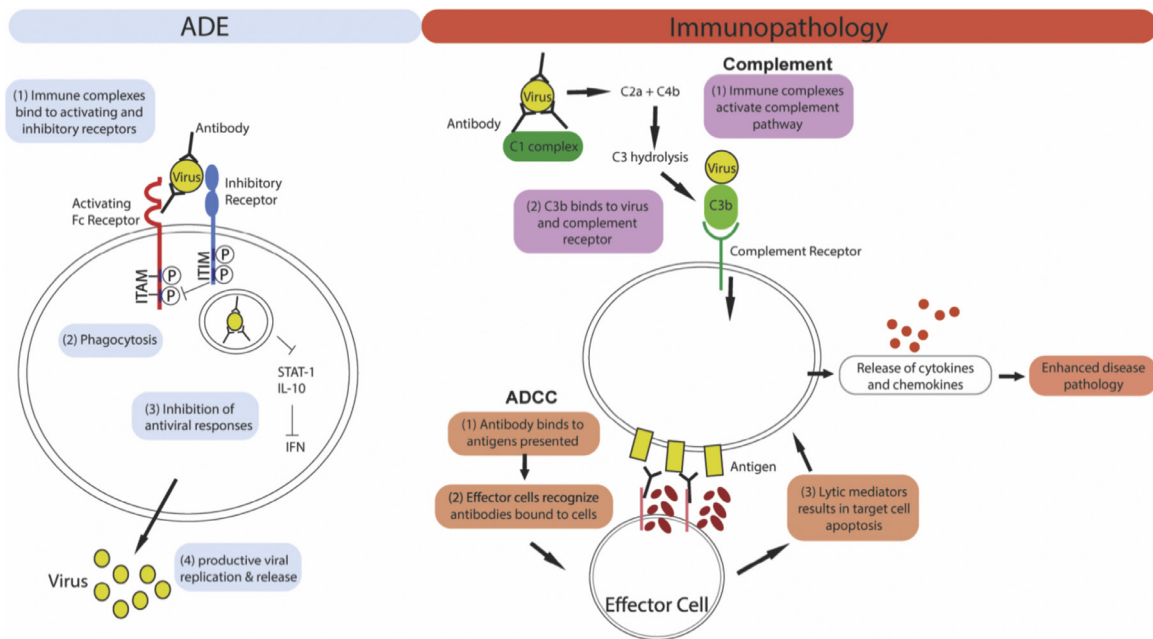 ADE
Immunopathology
(1) Immune complexes
bind to activating and
inhibitory receptors
Antibody
Virus
Inhibitory
Receptor
Activating
Fc Receptor
ITAM
P
P
ITIM
P
P
(2) Phagocytosis
STAT-1
IL-10
IFN
(3) Inhibition of
antiviral responses
Virus
(4) productive viral
replication & release
Complement
(1) Immune complexes
activate complement
pathway
Virus
Antibody
C1 complex
C2a + C4b
C3 hydrolysis
Virus
C3b
(2) C3b binds to virus
and complement
receptor
Complement Receptor
Release of cytokines
and chemokines
Enhanced disease
pathology
ADCC
(1) Antibody binds to
antigens presented
Antigen
(2) Effector cells recognize
antibodies bound to cells
(3) Lytic mediators
results in target cell
apoptosis
Effector Cell